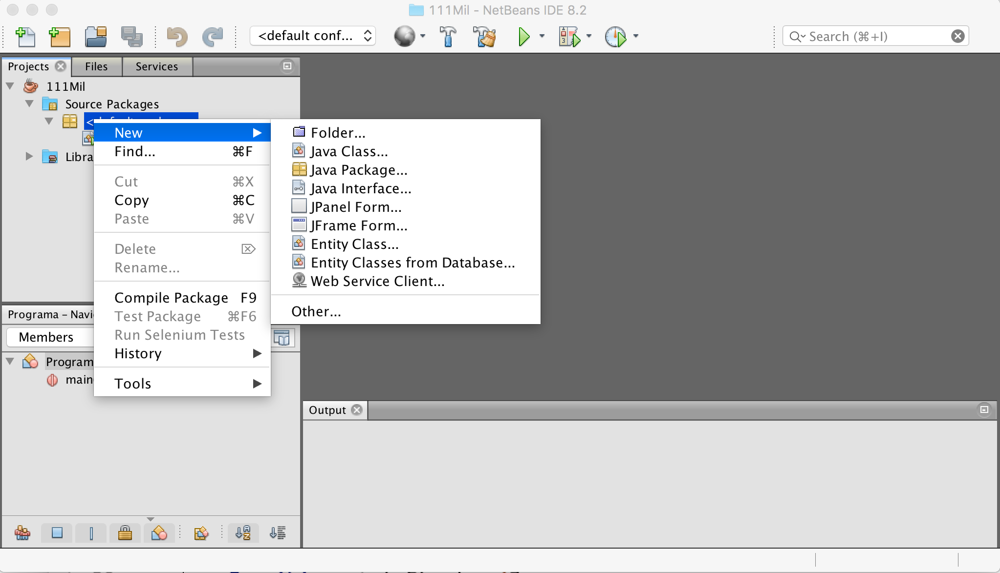 111Mil - NetBeans IDE 8.2
<default conf...
Search (⌘+I)
Projects
Files
Services
111Mil
Source Packages
Libra
New
Find... ⌘F
Cut ⌘X
Copy ⌘C
Paste ⌘V
Delete ⌦
Rename...
Compile Package F9
Test Package ⌘F6
Run Selenium Tests
History
Tools
Folder...
Java Class...
Java Package...
Java Interface...
JPanel Form...
JFrame Form...
Entity Class...
Entity Classes from Database...
Web Service Client...
Other...
Programa - Navi
Members
Program
main
Output